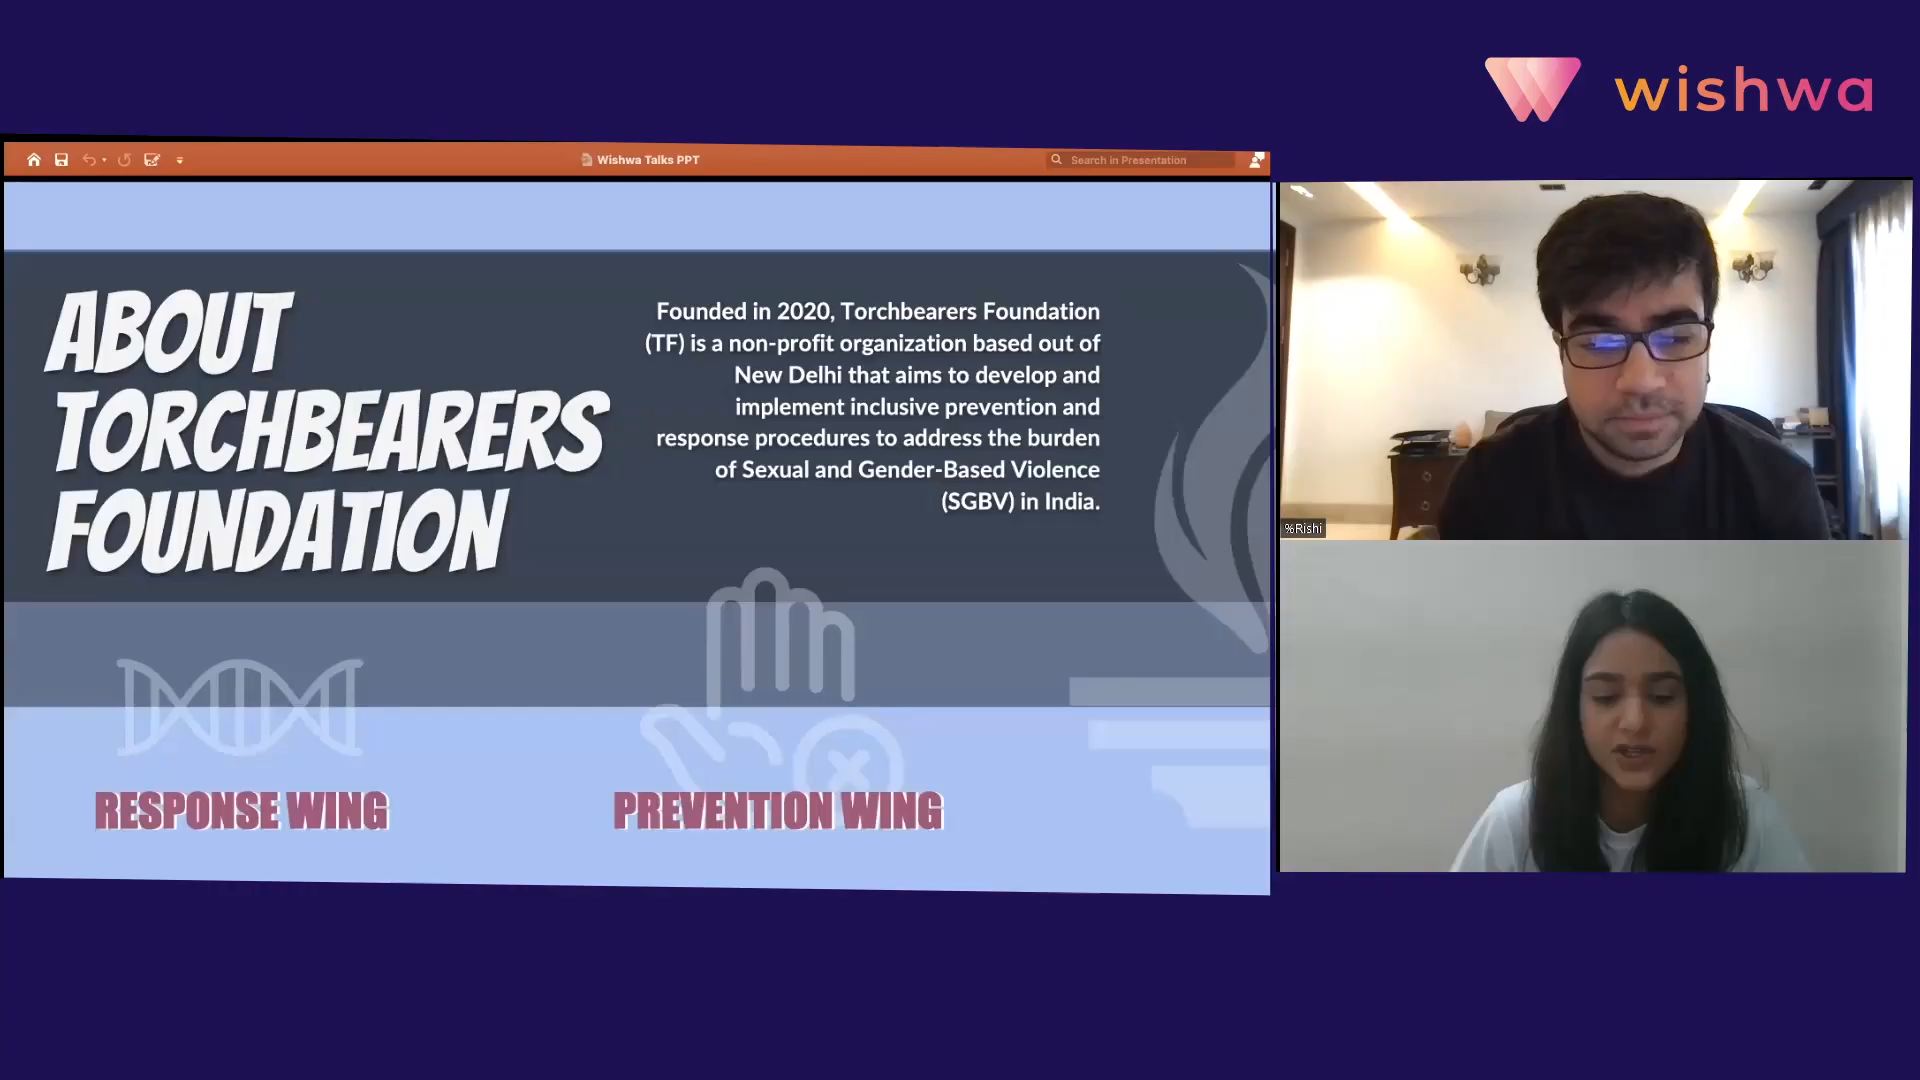 wishwa
Wishwa Talks PPT
Search in Presentation
ABOUT
TORCHBEARERS
FOUNDATION
Founded in 2020, Torchbearers Foundation
(TF) is a non-profit organization based out of
New Delhi that aims to develop and
implement inclusive prevention and
response procedures to address the burden
of Sexual and Gender-Based Violence
(SGBV) in India.
RESPONSE WING
PREVENTION WING
%Rishi